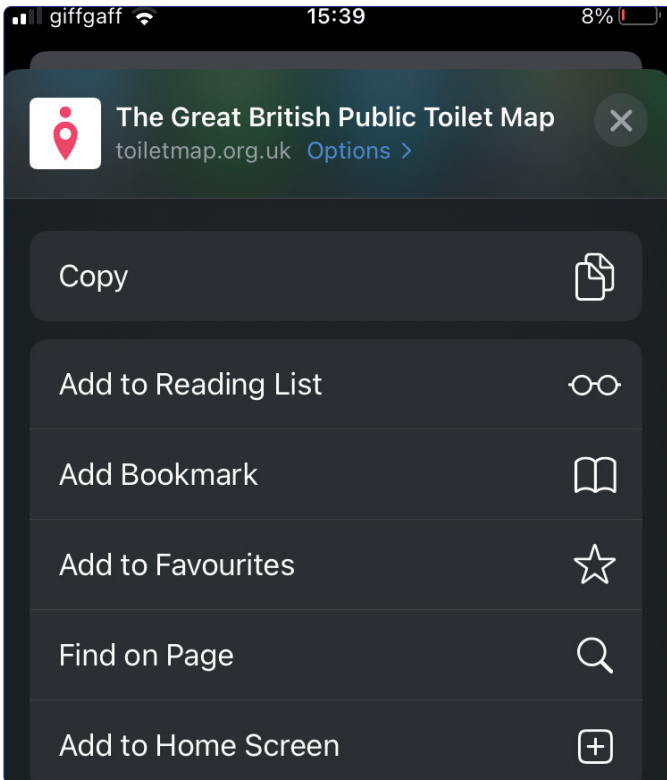 giffgaff 15:39 8%
The Great British Public Toilet Map
toiletmap.org.uk Options >
Copy
Add to Reading List
Add Bookmark
Add to Favourites
Find on Page
Add to Home Screen